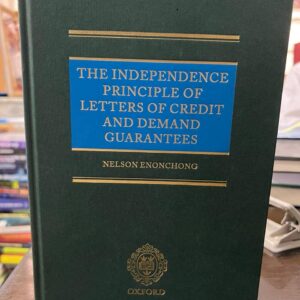 THE INDEPENDENCE
PRINCIPLE OF
LETTERS OF CREDIT
AND DEMAND
GUARANTEES
NELSON ENONCHONG
OXFORD